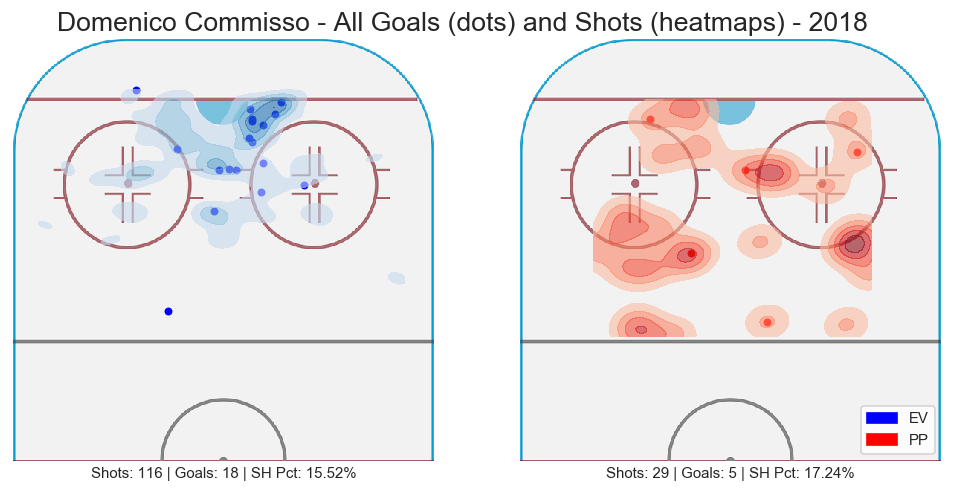 Domenico Commisso - All Goals (dots) and Shots (heatmaps) - 2018
EV
PP
Shots: 116 | Goals: 18 | SH Pct: 15.52%
Shots: 29 | Goals: 5 | SH Pct: 17.24%